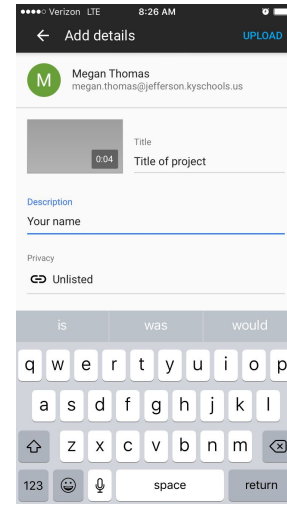 Verizon LTE 8:26 AM
Add details UPLOAD
M
Megan Thomas
megan.thomas@jefferson.kyschools.us
Title
0:04
Title of project
Description
Your name
Privacy
Unlisted
is was would
q w e r t y u i o p
a s d f g h j k l
z x c v b n m
123 space return